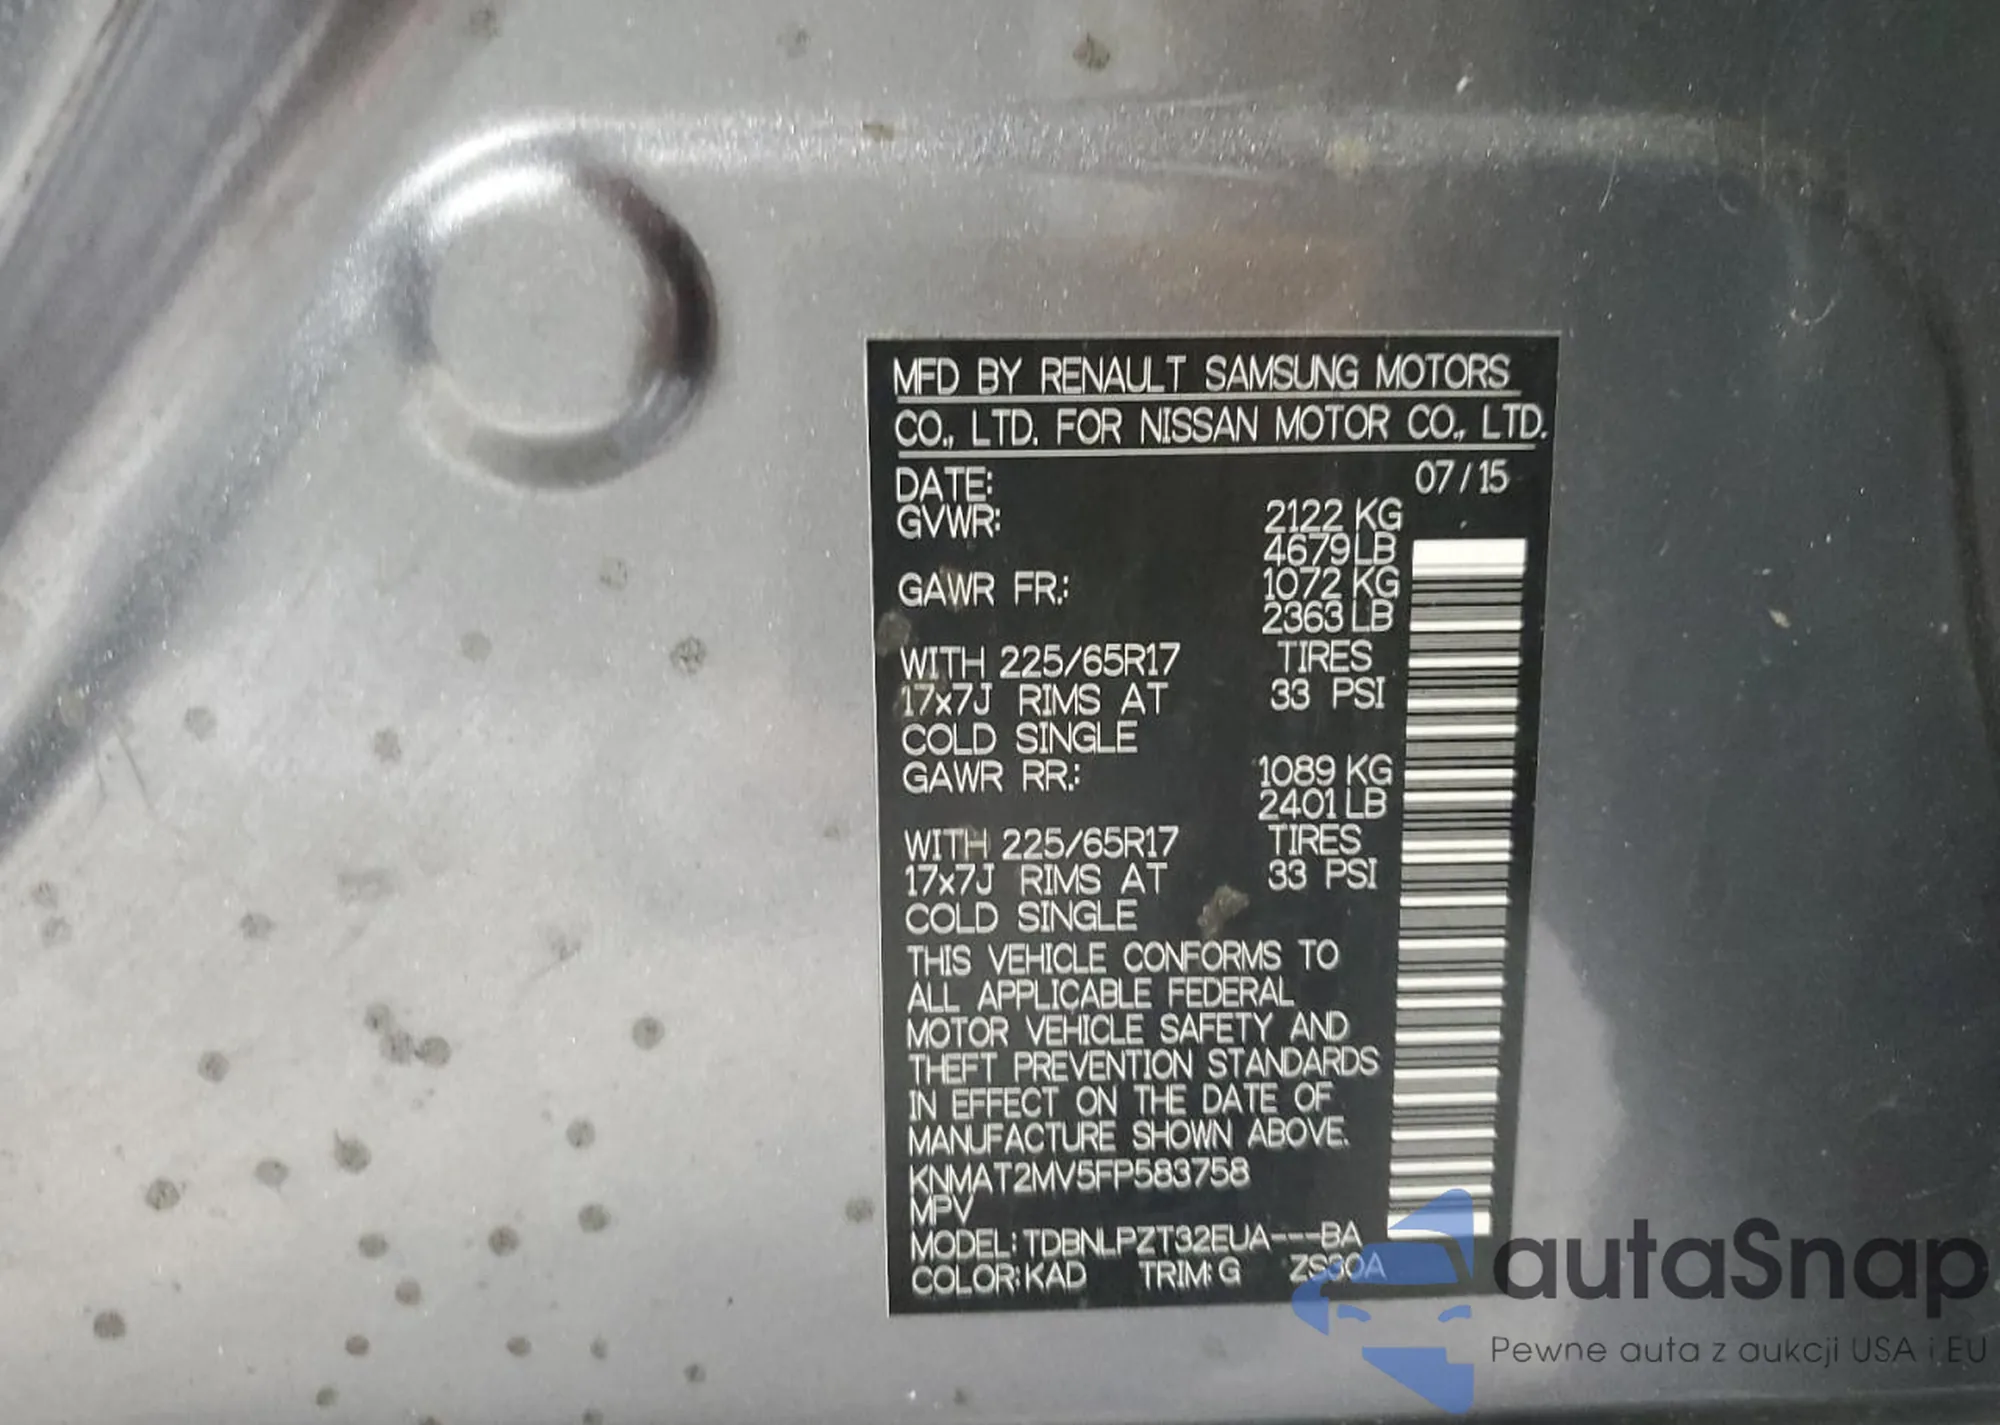 MFD BY RENAULT SAMSUNG MOTORS
CO., LTD. FOR NISSAN MOTOR CO., LTD.
DATE: 07/15
GVWR: 2122 KG
4679 LB
GAWR FR.: 1072 KG
2363 LB
WITH 225/65R17 TIRES
17x7J RIMS AT 33 PSI
COLD SINGLE
GAWR RR.: 1089 KG
2401 LB
WITH 225/65R17 TIRES
17x7J RIMS AT 33 PSI
COLD SINGLE
THIS VEHICLE CONFORMS TO
ALL APPLICABLE FEDERAL
MOTOR VEHICLE SAFETY AND
THEFT PREVENTION STANDARDS
IN EFFECT ON THE DATE OF
MANUFACTURE SHOWN ABOVE.
KNMAT2MV5FP583758
MPV
MODEL: TDBNLPZT32EUA---BA
COLOR: KAD TRIM: G ZS30A
autaSnap
Pewne auta z aukcji USA i EU